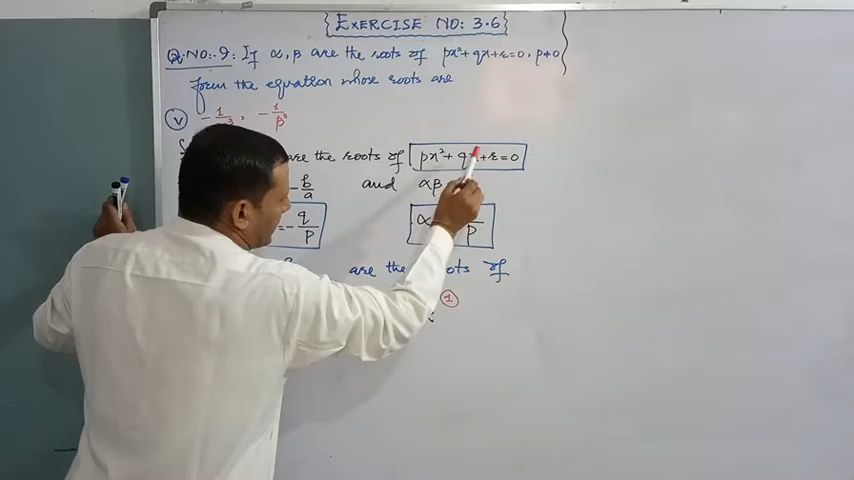 EXERCISE NO: 3.6
Q.NO:-9: If α, β are the roots of px²+qx+r=0, p≠0
form the equation whose roots are
v -1/α³, -1/β³
are the roots of px²+qx+r=0
-b/a and αβ
=-q/p α p
are the roots of
1